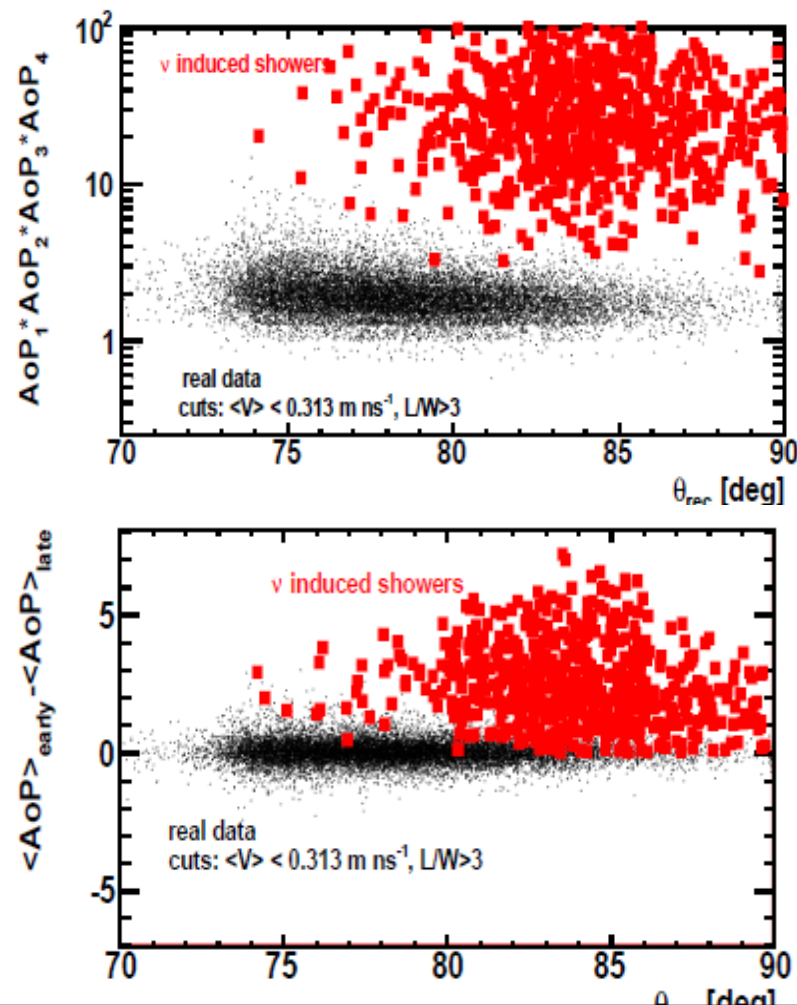 10²
ν induced showers
AoP₁*AoP₂*AoP₃*AoP₄
10
1
real data
cuts: <V> < 0.313 m ns⁻¹, L/W>3
70 75 80 85 90
θrec [deg]
<AoP>early-<AoP>late
ν induced showers
5
0
real data
cuts: <V> < 0.313 m ns⁻¹, L/W>3
-5
70 75 80 85 90
θ [deg]